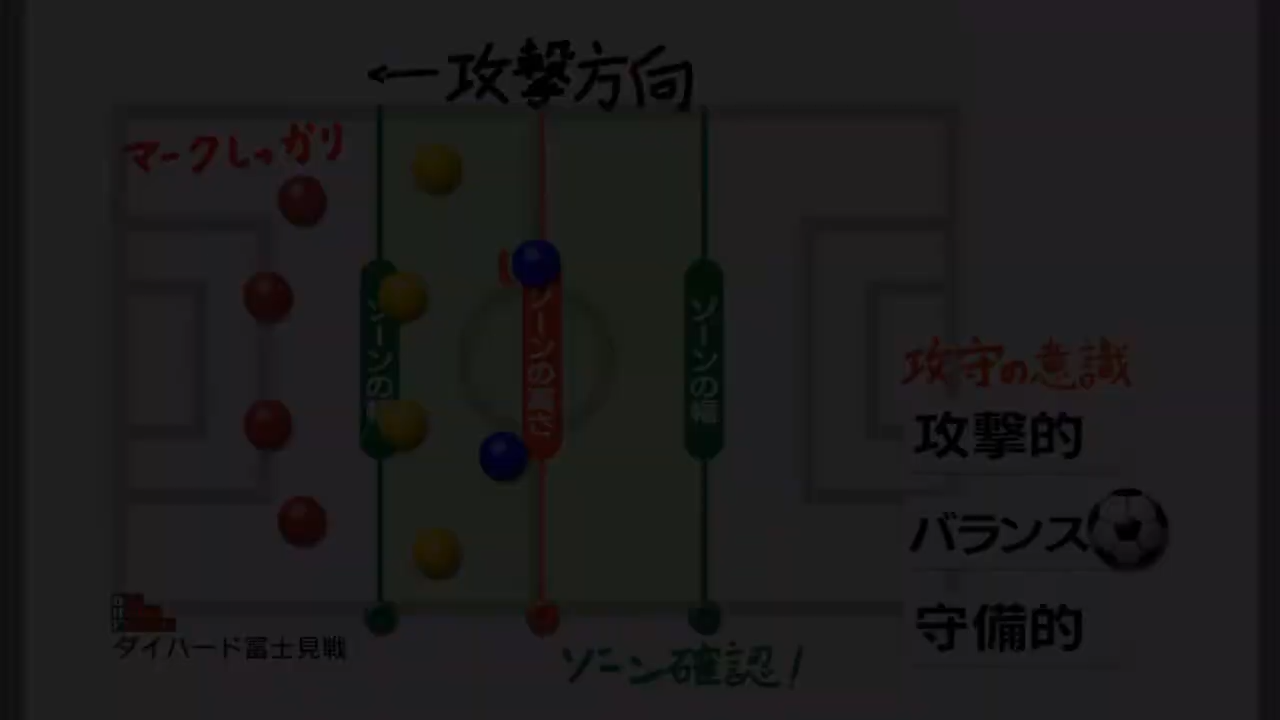 ←攻撃方向
マークしっかり
ゾーンの幅
ゾーンの高さ
ゾーンの幅
攻守の意識
攻撃的
バランス
守備的
ダイハード冨士見戦
ゾーン確認!